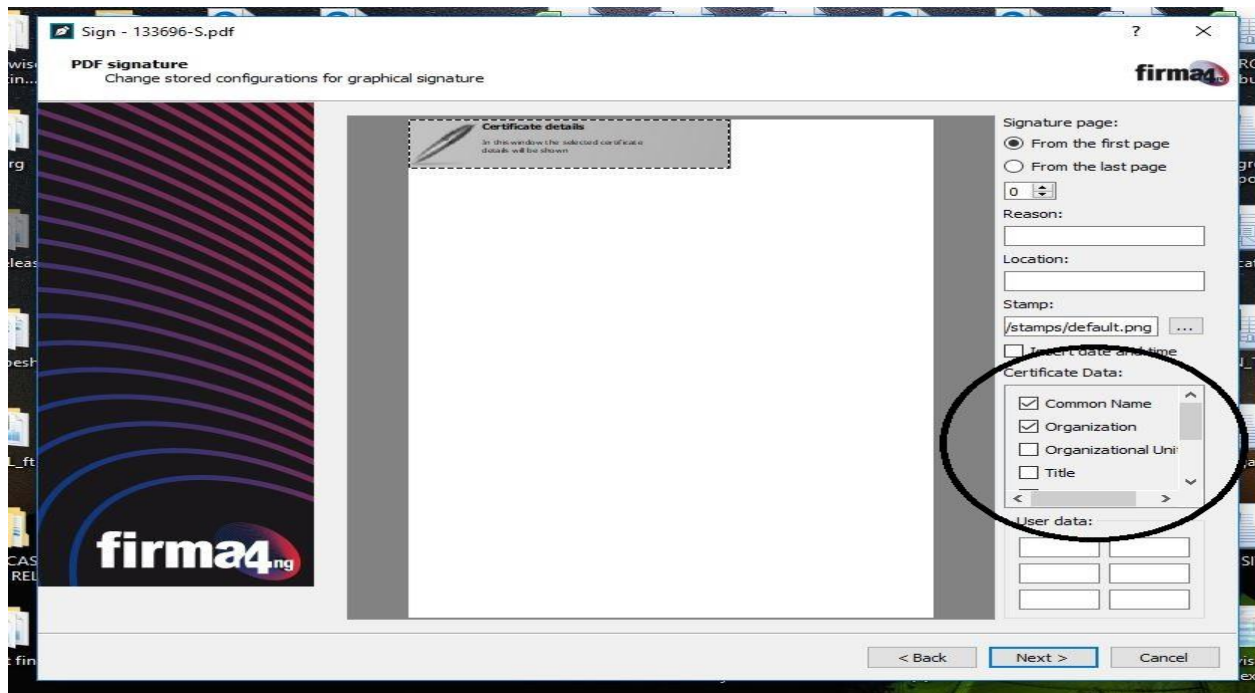 Sign - 133696-S.pdf
?
PDF signature
Change stored configurations for graphical signature
firma4
Certificate details
In this window the selected certificate
details will be shown
Signature page:
From the first page
From the last page
0
Reason:
Location:
Stamp:
/stamps/default.png
...
Insert date and time
Certificate Data:
Common Name
Organization
Organizational Uni
Title
User data:
firma4.ng
< Back
Next >
Cancel